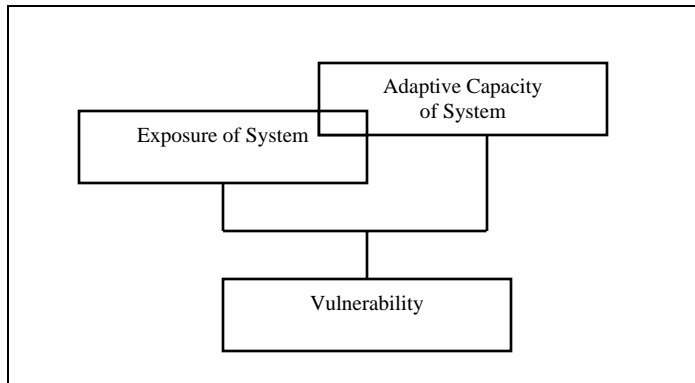 Adaptive Capacity
of System
Exposure of System
Vulnerability